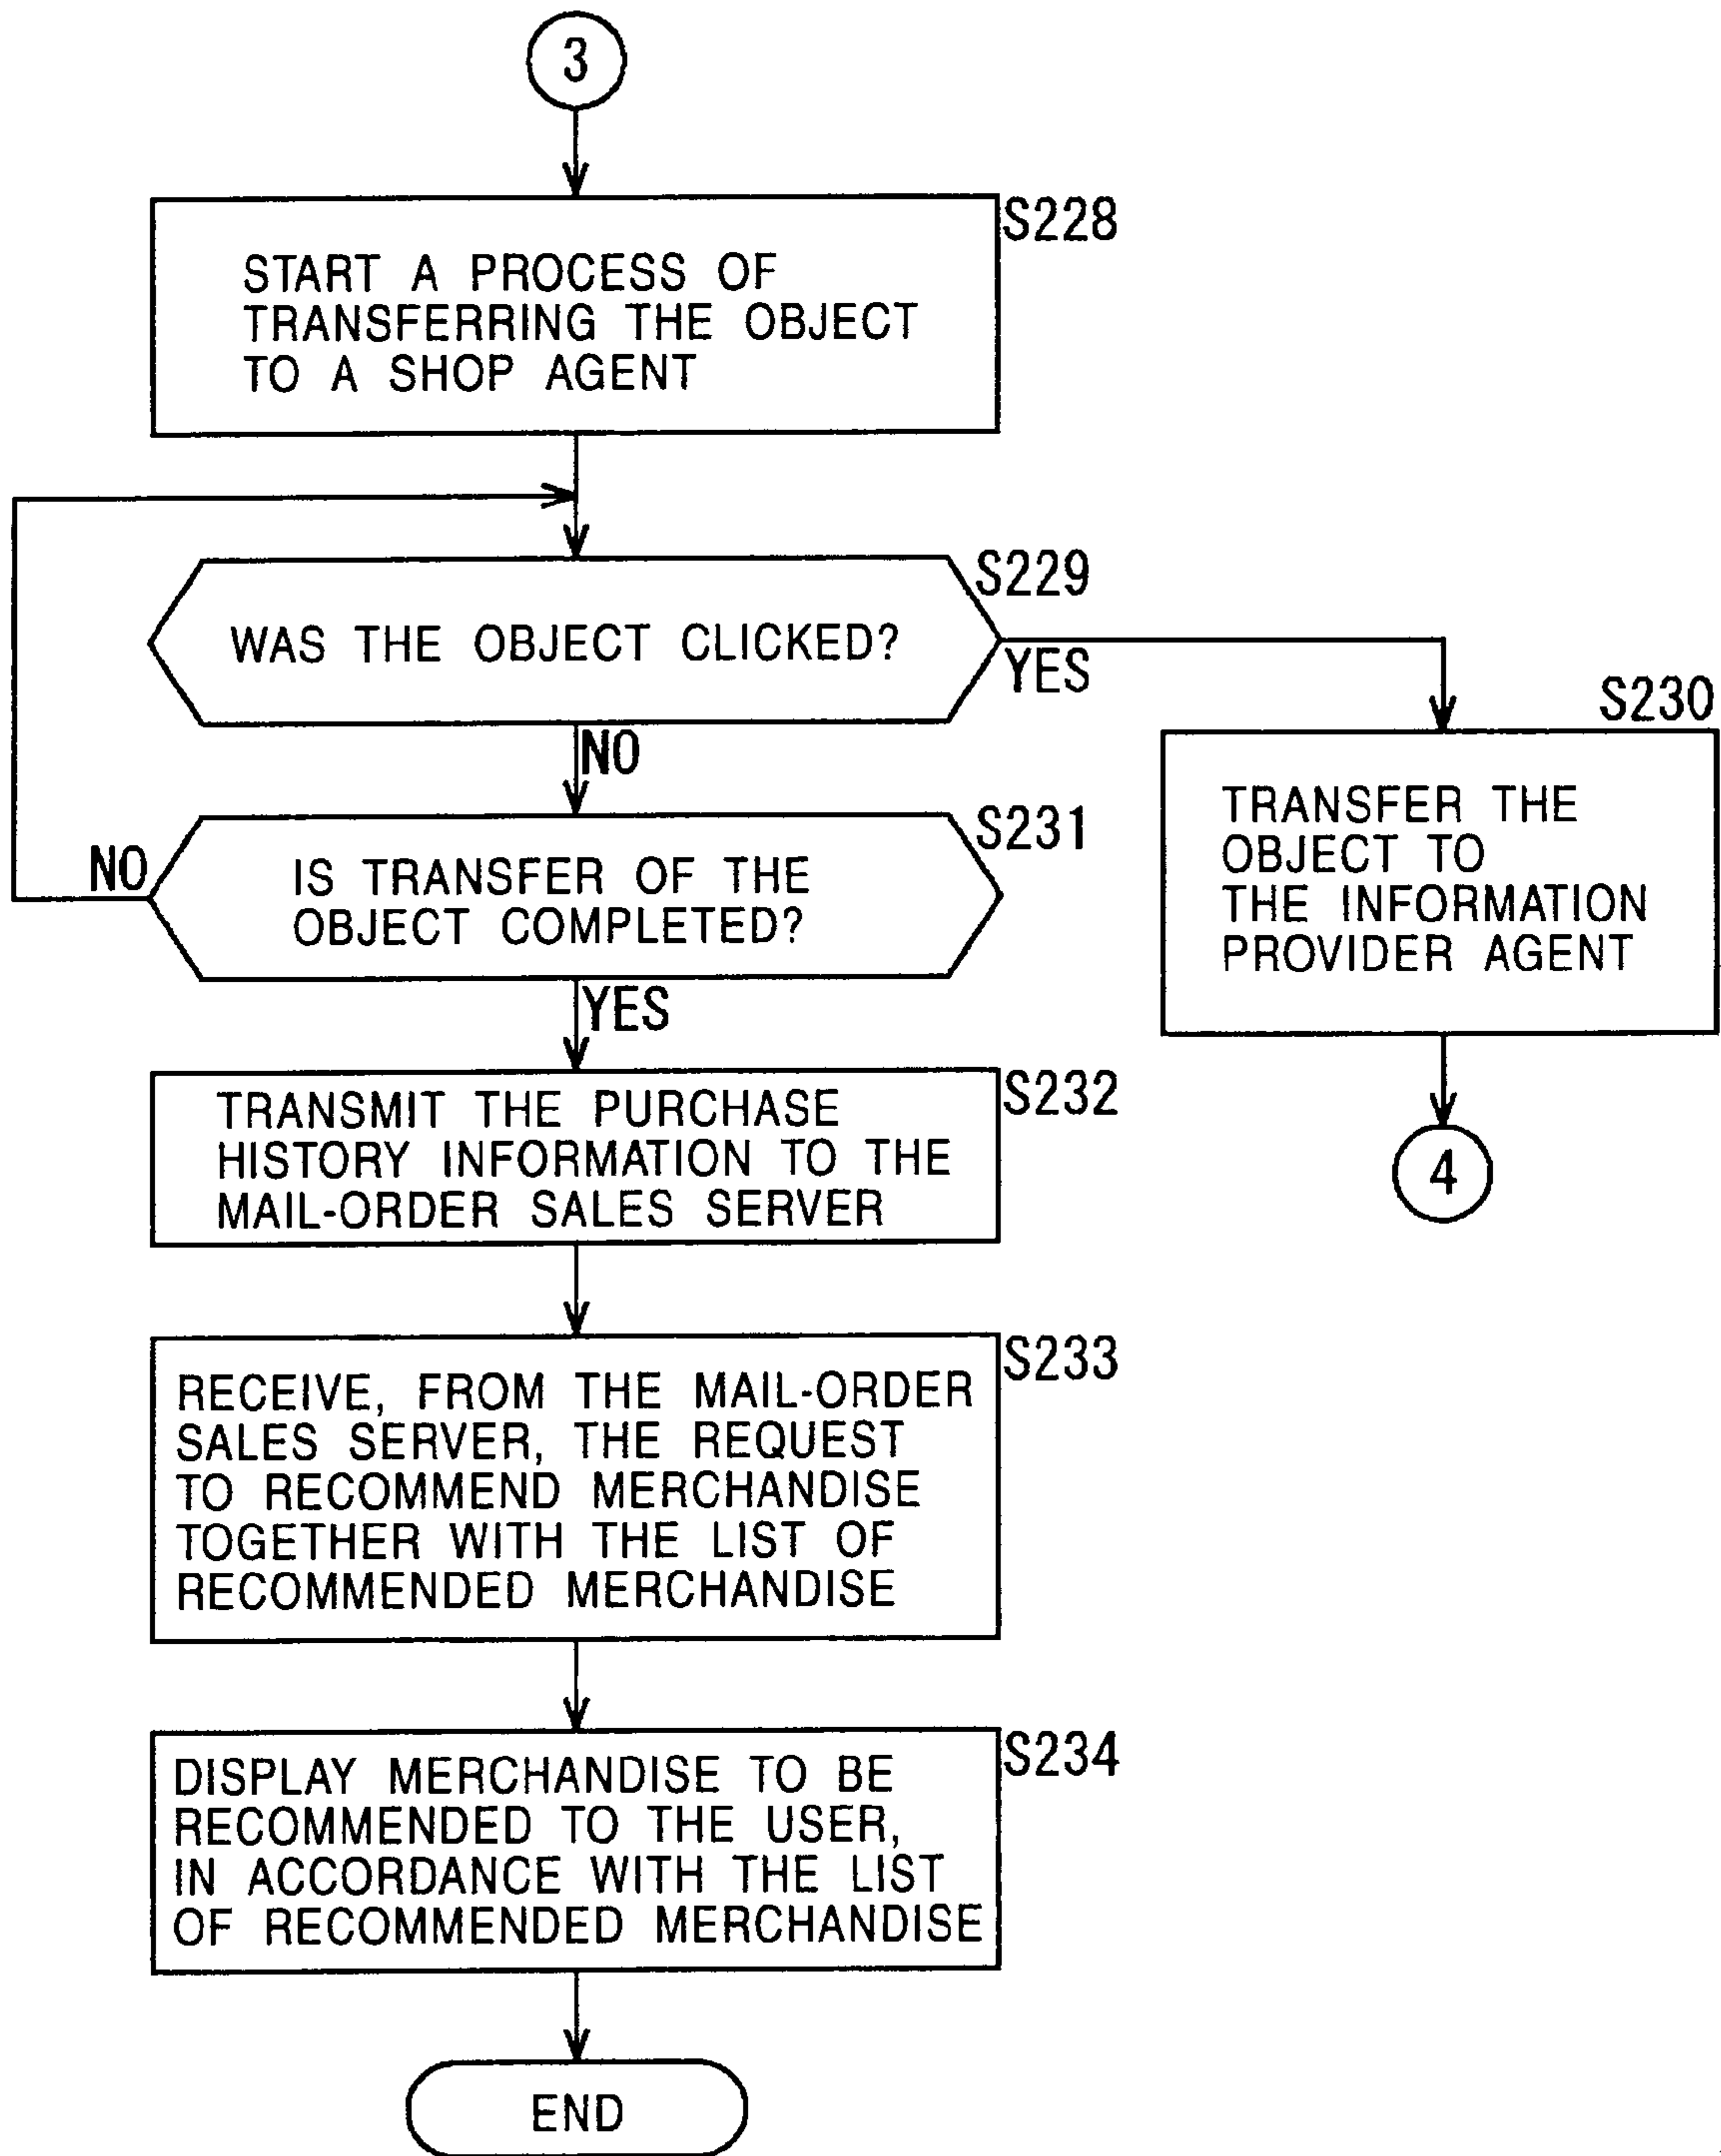 3
S228
START A PROCESS OF
TRANSFERRING THE OBJECT
TO A SHOP AGENT
S229
WAS THE OBJECT CLICKED?
YES
NO
S230
TRANSFER THE
OBJECT TO
THE INFORMATION
PROVIDER AGENT
4
S231
NO
IS TRANSFER OF THE
OBJECT COMPLETED?
YES
S232
TRANSMIT THE PURCHASE
HISTORY INFORMATION TO THE
MAIL-ORDER SALES SERVER
S233
RECEIVE, FROM THE MAIL-ORDER
SALES SERVER, THE REQUEST
TO RECOMMEND MERCHANDISE
TOGETHER WITH THE LIST OF
RECOMMENDED MERCHANDISE
S234
DISPLAY MERCHANDISE TO BE
RECOMMENDED TO THE USER,
IN ACCORDANCE WITH THE LIST
OF RECOMMENDED MERCHANDISE
END